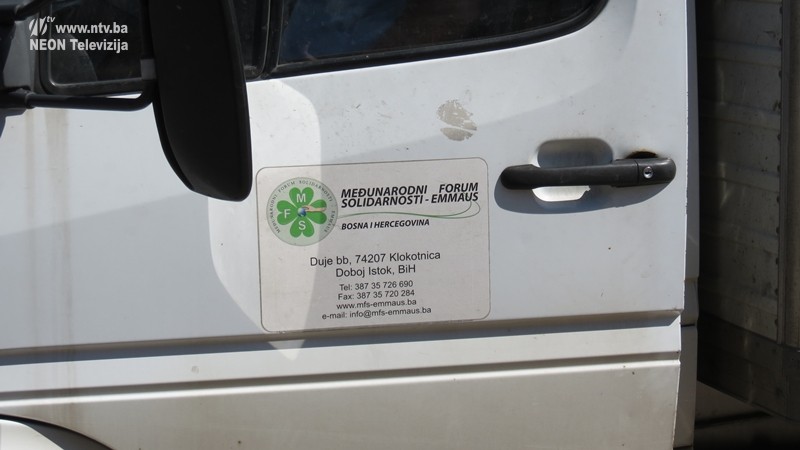 www.ntv.ba
NEON Televizija
MEĐUNARODNI FORUM
SOLIDARNOSTI - EMMAUS
BOSNA I HERCEGOVINA
M
F
S
Duje bb, 74207 Klokotnica
Doboj Istok, BiH
Tel: 387 35 726 690
Fax: 387 35 720 284
www.mfs-emmaus.ba
e-mail: info@mfs-emmaus.ba